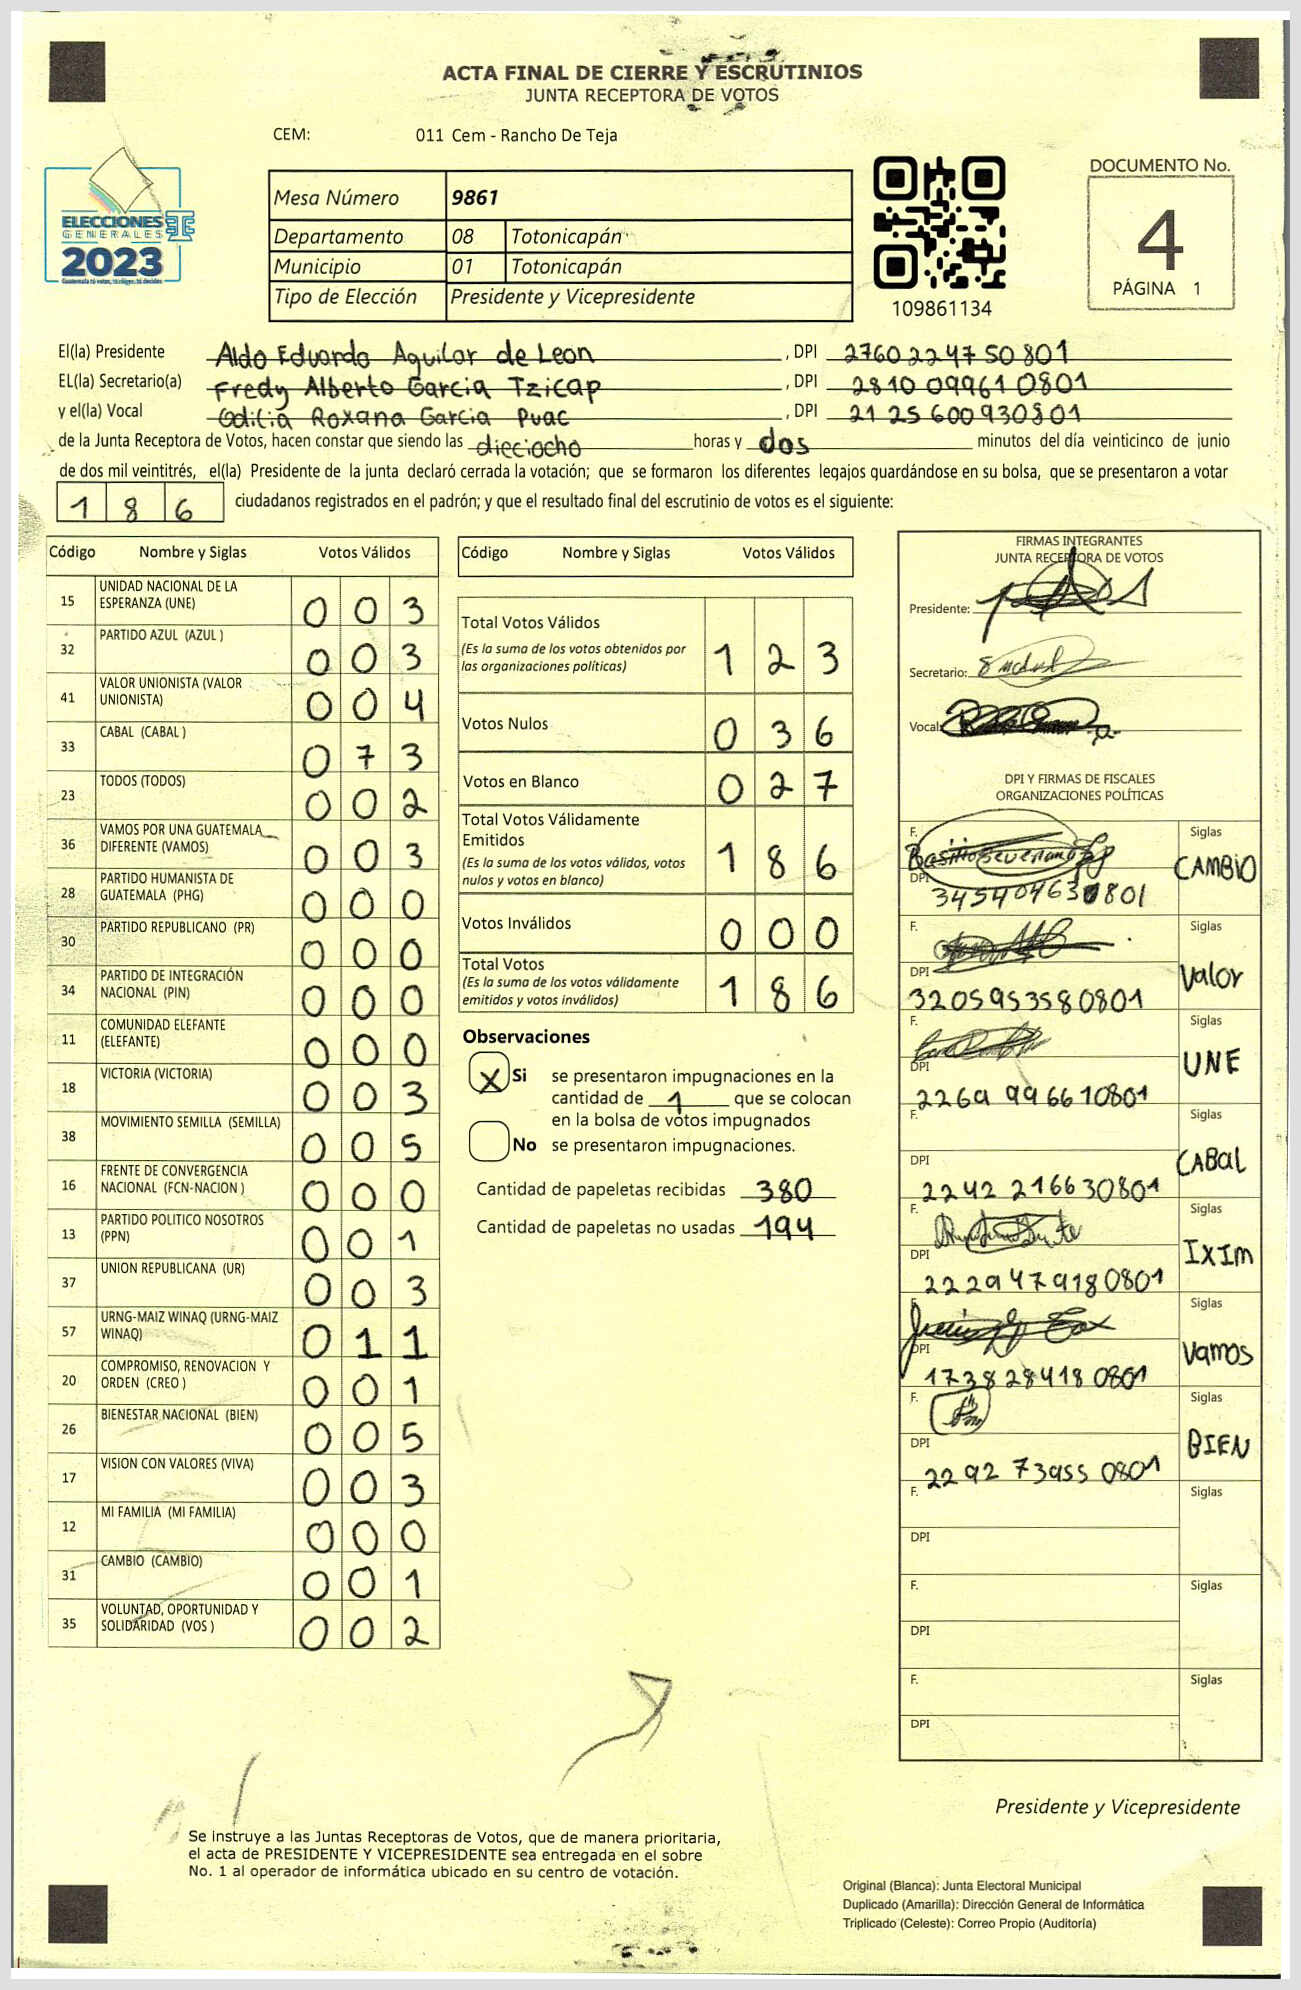 ACTA FINAL DE CIERRE Y ESCRUTINIOS
JUNTA RECEPTORA DE VOTOS
CEM: 011 Cem - Rancho De Teja
ELECCIONES
GENERALES
2023
Guatemala tú votas, tú eliges, tú decides
Mesa Número 9861
Departamento 08 Totonicapán
Municipio 01 Totonicapán
Tipo de Elección Presidente y Vicepresidente
109861134
DOCUMENTO No.
4
PÁGINA 1
El(la) Presidente Aldo Eduardo Aguilar de Leon , DPI 2760 2247 50801
EL(la) Secretario(a) Fredy Alberto Garcia Tzicap , DPI 2810 09961 0801
y el(la) Vocal Odilia Roxana Garcia Puac , DPI 21 25 600930801
de la Junta Receptora de Votos, hacen constar que siendo las dieciocho horas y dos minutos del día veinticinco de junio
de dos mil veintitrés, el(la) Presidente de la junta declaró cerrada la votación; que se formaron los diferentes legajos guardándose en su bolsa, que se presentaron a votar
1 8 6 ciudadanos registrados en el padrón; y que el resultado final del escrutinio de votos es el siguiente:
Código Nombre y Siglas Votos Válidos
15 UNIDAD NACIONAL DE LA ESPERANZA (UNE) 0 0 3
32 PARTIDO AZUL (AZUL ) 0 0 3
41 VALOR UNIONISTA (VALOR UNIONISTA) 0 0 4
33 CABAL (CABAL ) 0 7 3
23 TODOS (TODOS) 0 0 2
36 VAMOS POR UNA GUATEMALA DIFERENTE (VAMOS) 0 0 3
28 PARTIDO HUMANISTA DE GUATEMALA (PHG) 0 0 0
30 PARTIDO REPUBLICANO (PR) 0 0 0
34 PARTIDO DE INTEGRACIÓN NACIONAL (PIN) 0 0 0
11 COMUNIDAD ELEFANTE (ELEFANTE) 0 0 0
18 VICTORIA (VICTORIA) 0 0 3
38 MOVIMIENTO SEMILLA (SEMILLA) 0 0 5
16 FRENTE DE CONVERGENCIA NACIONAL (FCN-NACION ) 0 0 0
13 PARTIDO POLITICO NOSOTROS (PPN) 0 0 1
37 UNION REPUBLICANA (UR) 0 0 3
57 URNG-MAIZ WINAQ (URNG-MAIZ WINAQ) 0 1 1
20 COMPROMISO, RENOVACION Y ORDEN (CREO ) 0 0 1
26 BIENESTAR NACIONAL (BIEN) 0 0 5
17 VISION CON VALORES (VIVA) 0 0 3
12 MI FAMILIA (MI FAMILIA) 0 0 0
31 CAMBIO (CAMBIO) 0 0 1
35 VOLUNTAD, OPORTUNIDAD Y SOLIDARIDAD (VOS ) 0 0 2
Código Nombre y Siglas Votos Válidos
Total Votos Válidos 1 2 3
(Es la suma de los votos obtenidos por
las organizaciones políticas)
Votos Nulos 0 3 6
Votos en Blanco 0 2 7
Total Votos Válidamente
Emitidos 1 8 6
(Es la suma de los votos válidos, votos
nulos y votos en blanco)
Votos Inválidos 0 0 0
Total Votos 1 8 6
(Es la suma de los votos válidamente
emitidos y votos inválidos)
Observaciones
X Si se presentaron impugnaciones en la
cantidad de 1 que se colocan
en la bolsa de votos impugnados
No se presentaron impugnaciones.
Cantidad de papeletas recibidas 380
Cantidad de papeletas no usadas 194
FIRMAS INTEGRANTES
JUNTA RECEPTORA DE VOTOS
Presidente:
Secretario:
Vocal:
DPI Y FIRMAS DE FISCALES
ORGANIZACIONES POLÍTICAS
F. Siglas
CAMBIO
DPI
F. Siglas
Valor
DPI 3205953580801
F. Siglas
UNE
DPI 2269 996610801
F. Siglas
CABal
DPI 2242 216630801
F. Siglas
IXIm
DPI 2229479180801
F. Siglas
Vamos
DPI 1738284180801
F. Siglas
BIEN
DPI 2292 73955 0801
F. Siglas
DPI
F. Siglas
DPI
F. Siglas
DPI
Presidente y Vicepresidente
Se instruye a las Juntas Receptoras de Votos, que de manera prioritaria,
el acta de PRESIDENTE Y VICEPRESIDENTE sea entregada en el sobre
No. 1 al operador de informática ubicado en su centro de votación.
Original (Blanca): Junta Electoral Municipal
Duplicado (Amarilla): Dirección General de Informática
Triplicado (Celeste): Correo Propio (Auditoría)